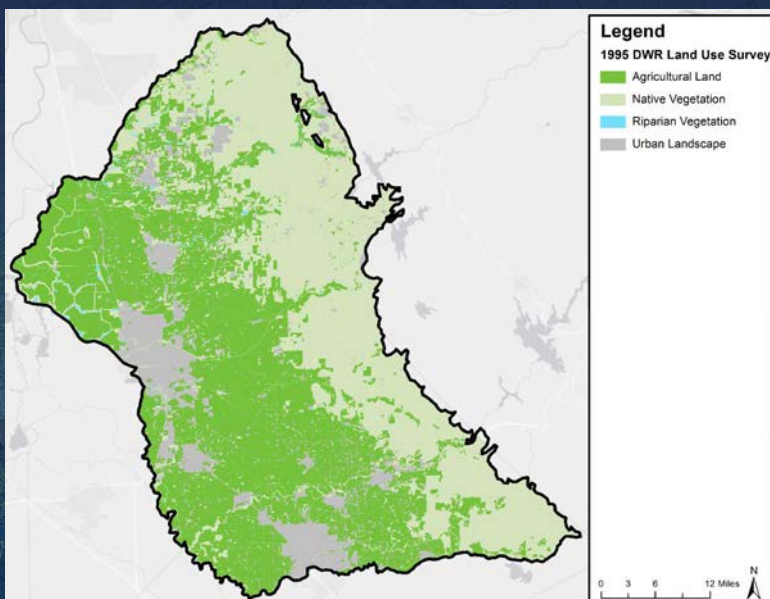 Legend
1995 DWR Land Use Survey
Agricultural Land
Native Vegetation
Riparian Vegetation
Urban Landscape
N
0 3 6 12 Miles